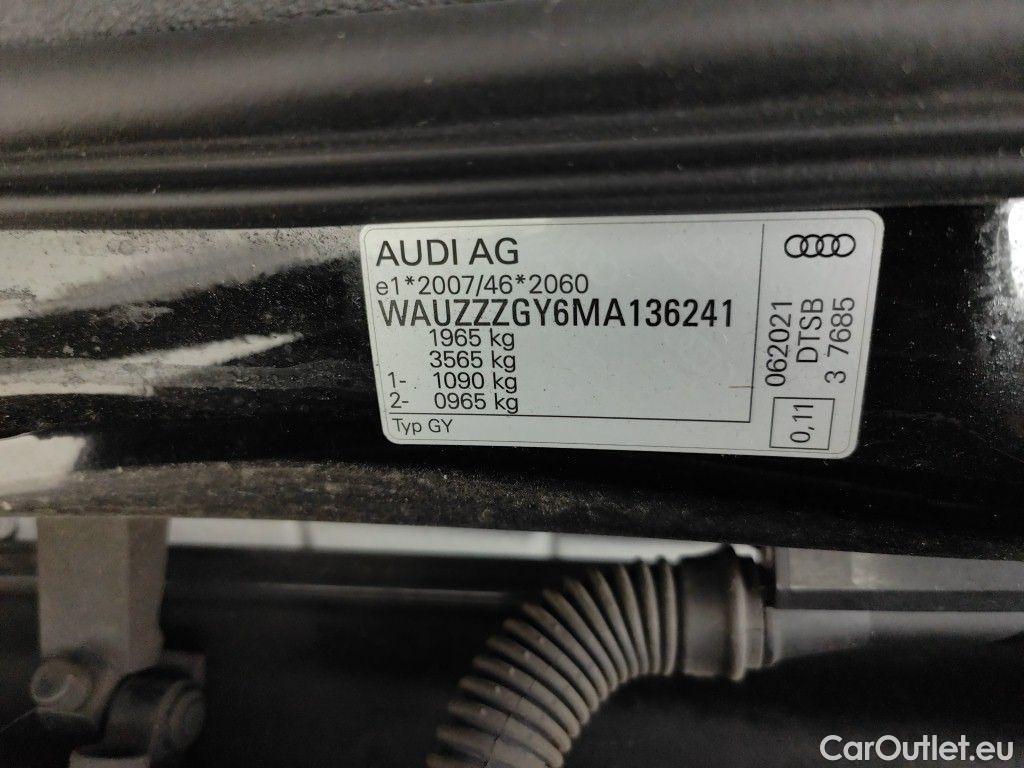 AUDI AG
e1*2007/46*2060
WAUZZZGY6MA136241
1965 kg
3565 kg
1- 1090 kg
2- 0965 kg
Typ GY
062021
DTSB
3 7685
0,11
CarOutlet.eu